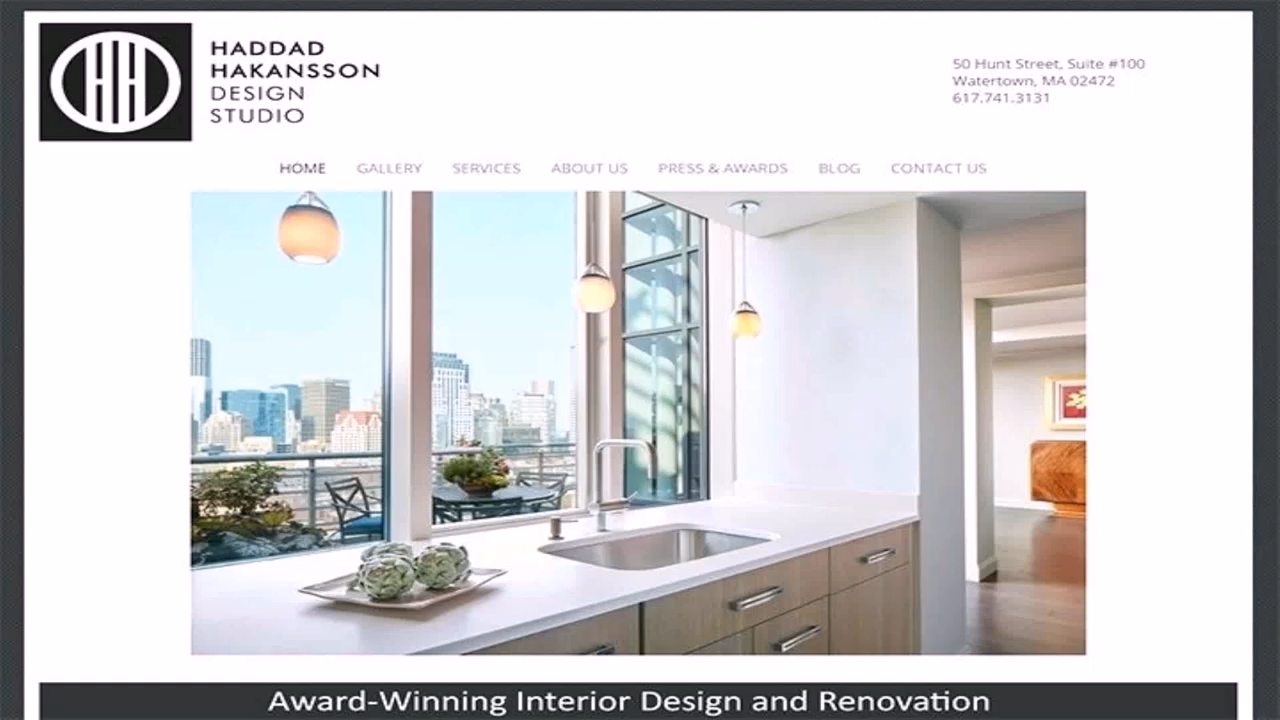 HADDAD
HAKANSSON
DESIGN
STUDIO
50 Hunt Street, Suite #100
Watertown, MA 02472
617.741.3131
HOME GALLERY SERVICES ABOUT US PRESS & AWARDS BLOG CONTACT US
Award-Winning Interior Design and Renovation